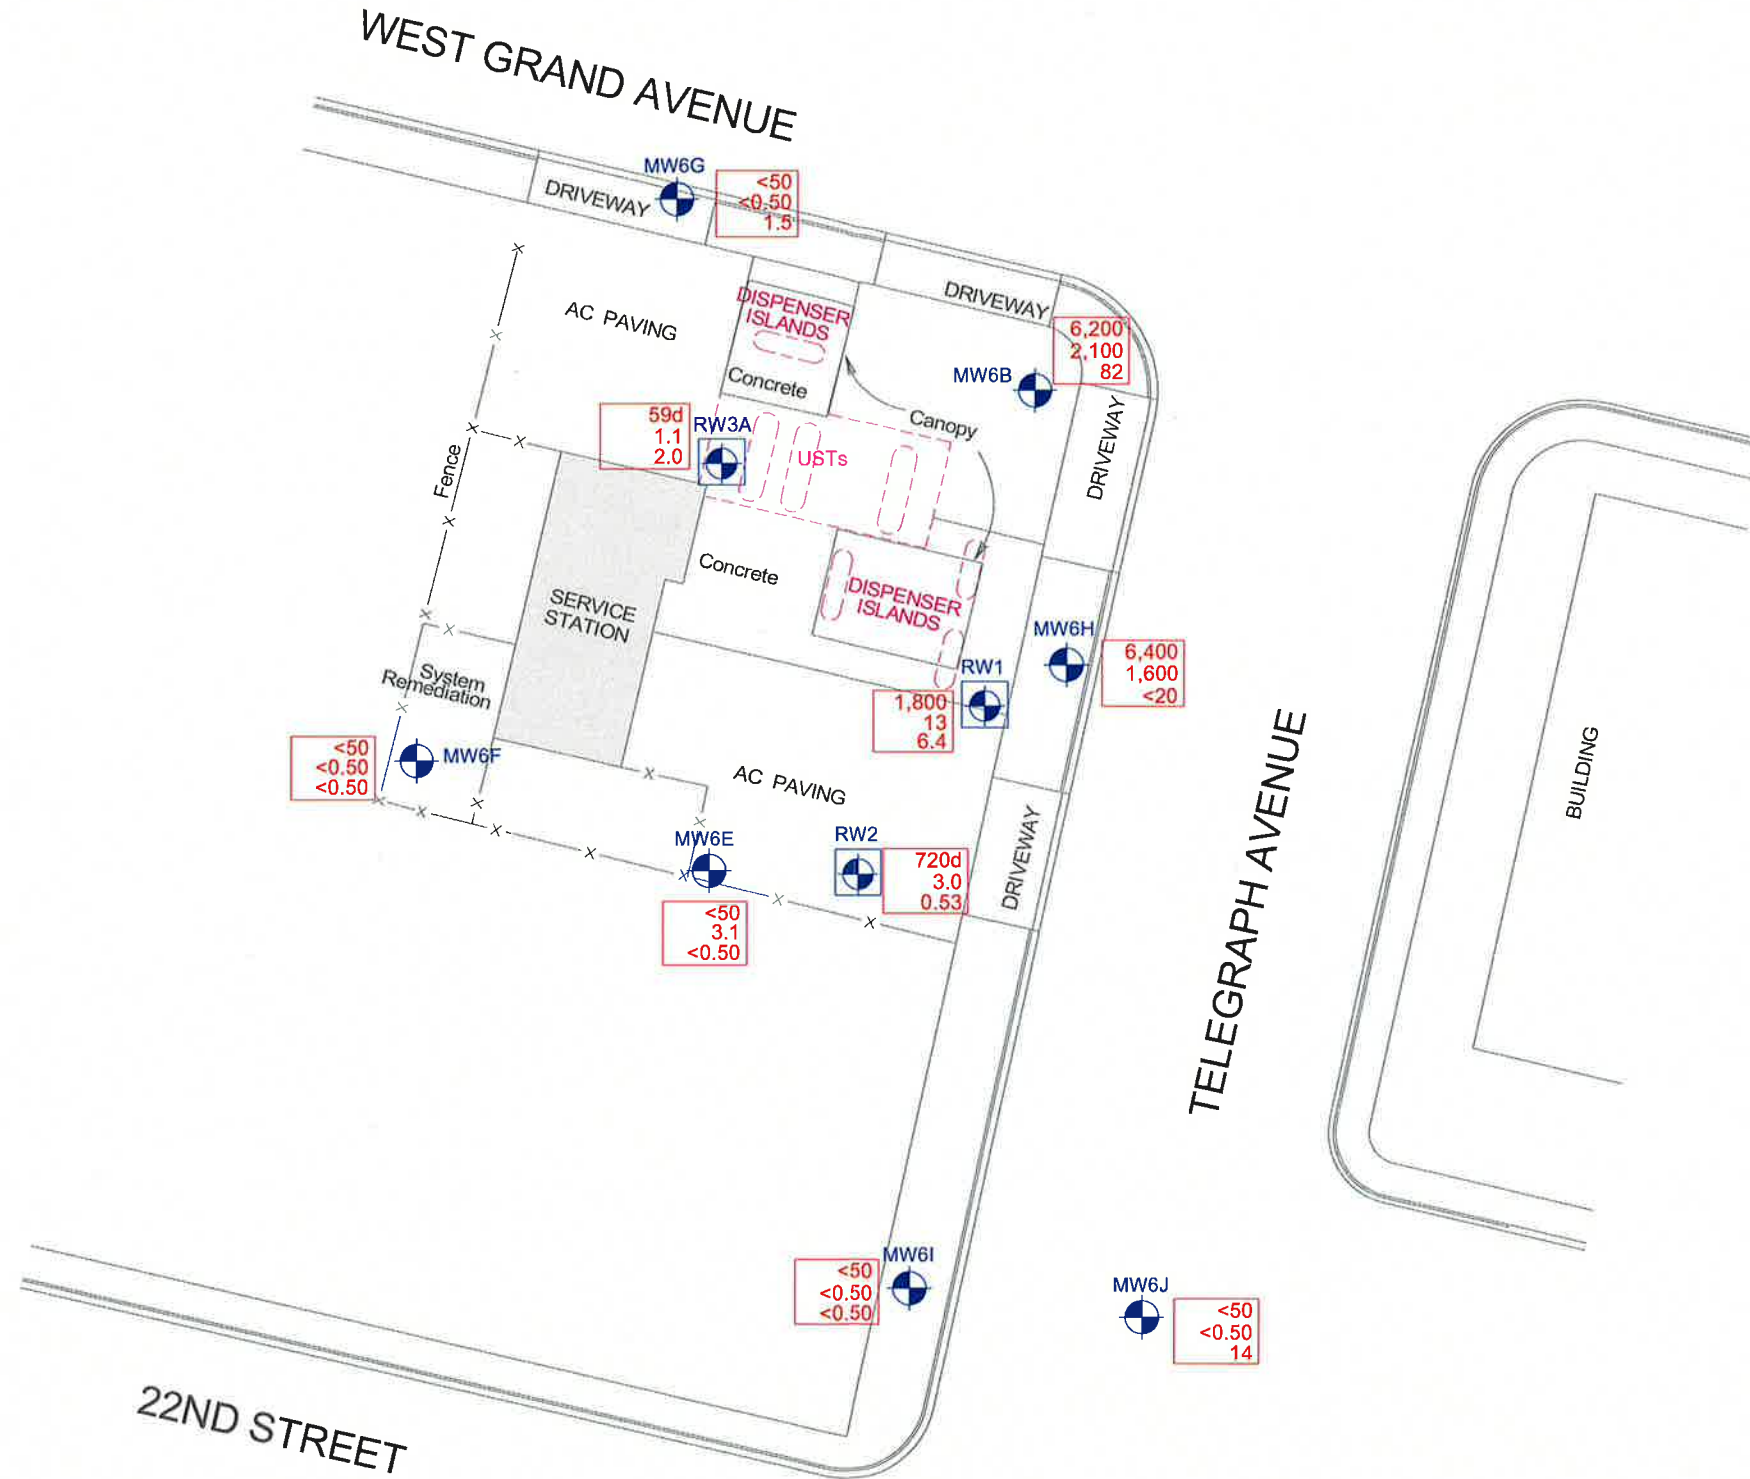 WEST GRAND AVENUE
MW6G
<50
<0.50
1.5
DRIVEWAY
DRIVEWAY
DISPENSER
ISLANDS
AC PAVING
Concrete
6,200
2,100
82
MW6B
Canopy
DRIVEWAY
59d
1.1
2.0
RW3A
USTs
Fence
Concrete
SERVICE
STATION
DISPENSER
ISLANDS
MW6H
6,400
1,600
<20
RW1
1,800
13
6.4
System
Remediation
<50
<0.50
<0.50
MW6F
AC PAVING
BUILDING
TELEGRAPH AVENUE
MW6E
<50
3.1
<0.50
RW2
720d
3.0
0.53
DRIVEWAY
MW6I
<50
<0.50
<0.50
MW6J
<50
<0.50
14
22ND STREET